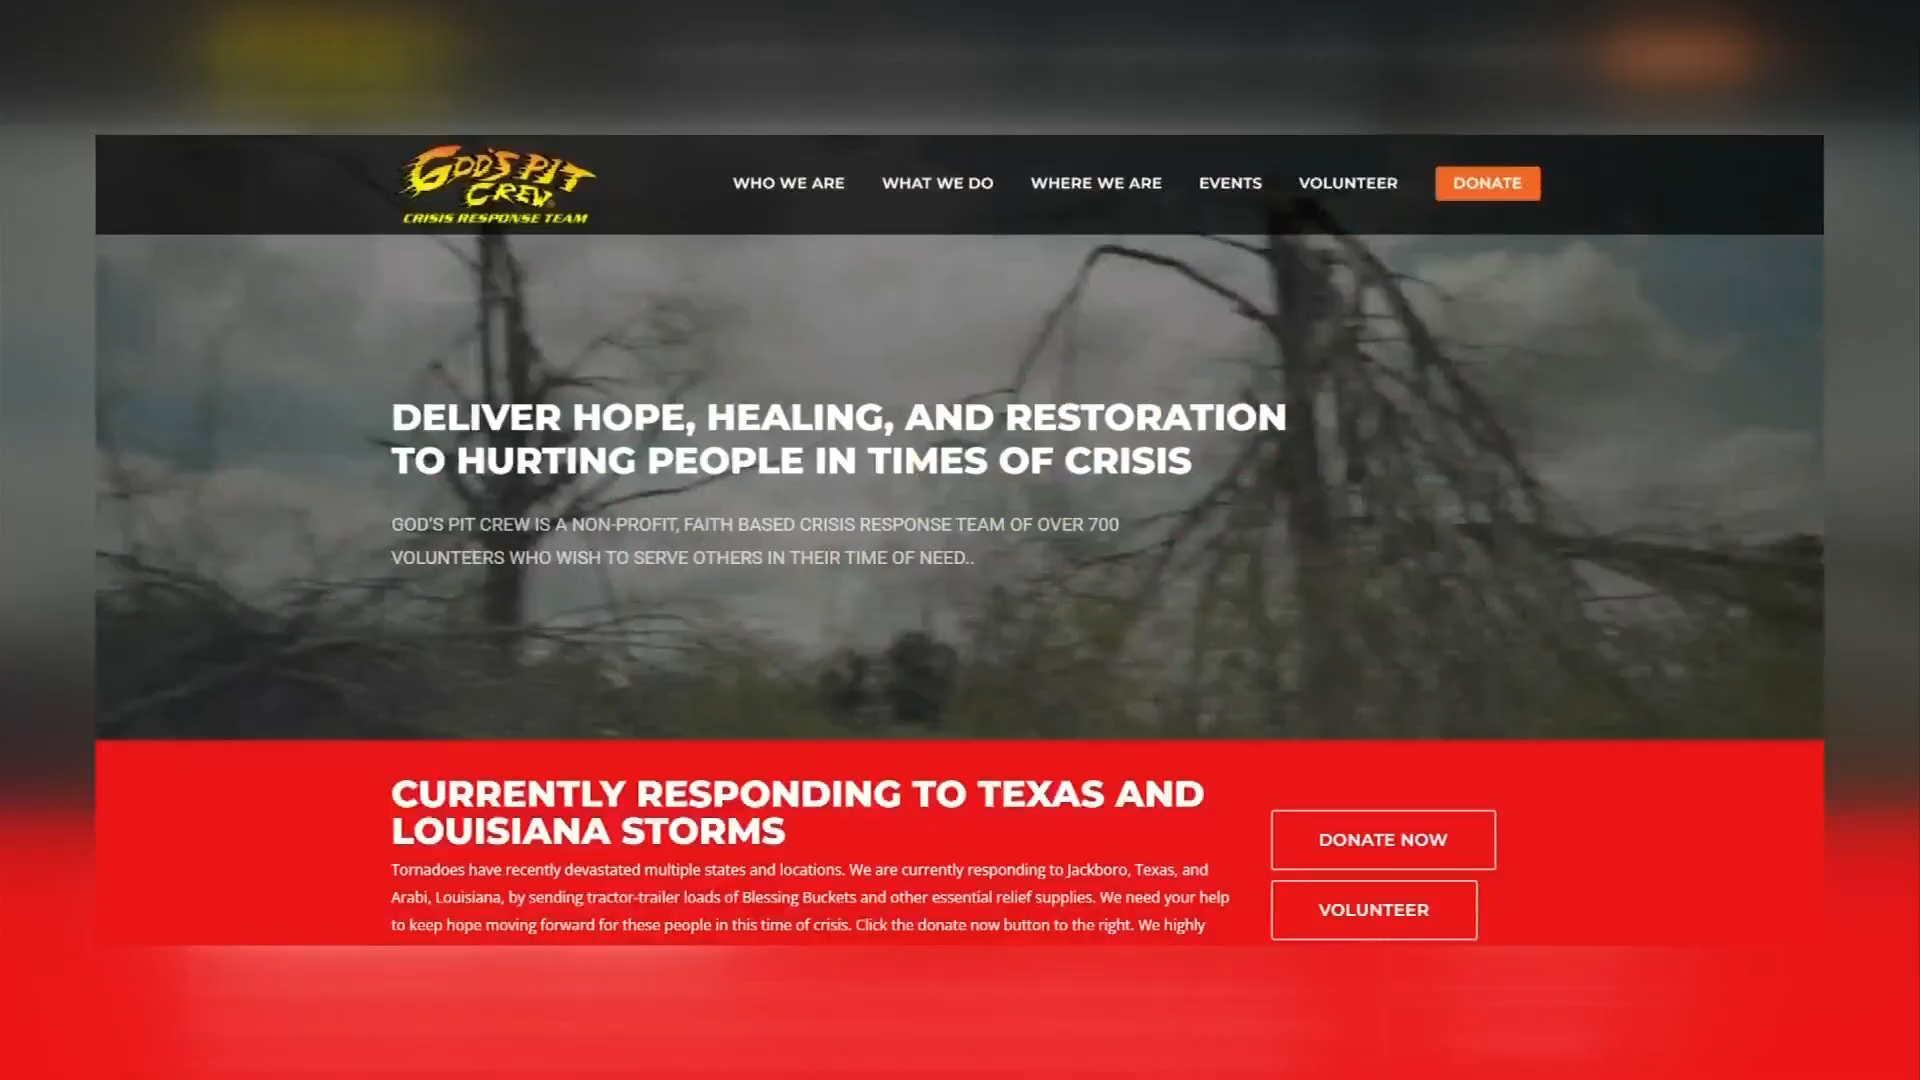 GOD'S PIT
CREW
CRISIS RESPONSE TEAM
WHO WE ARE WHAT WE DO WHERE WE ARE EVENTS VOLUNTEER DONATE
DELIVER HOPE, HEALING, AND RESTORATION
TO HURTING PEOPLE IN TIMES OF CRISIS
GOD'S PIT CREW IS A NON-PROFIT, FAITH BASED CRISIS RESPONSE TEAM OF OVER 700
VOLUNTEERS WHO WISH TO SERVE OTHERS IN THEIR TIME OF NEED..
CURRENTLY RESPONDING TO TEXAS AND
LOUISIANA STORMS
Tornadoes have recently devastated multiple states and locations. We are currently responding to Jackboro, Texas, and
Arabi, Louisiana, by sending tractor-trailer loads of Blessing Buckets and other essential relief supplies. We need your help
to keep hope moving forward for these people in this time of crisis. Click the donate now button to the right. We highly
DONATE NOW
VOLUNTEER